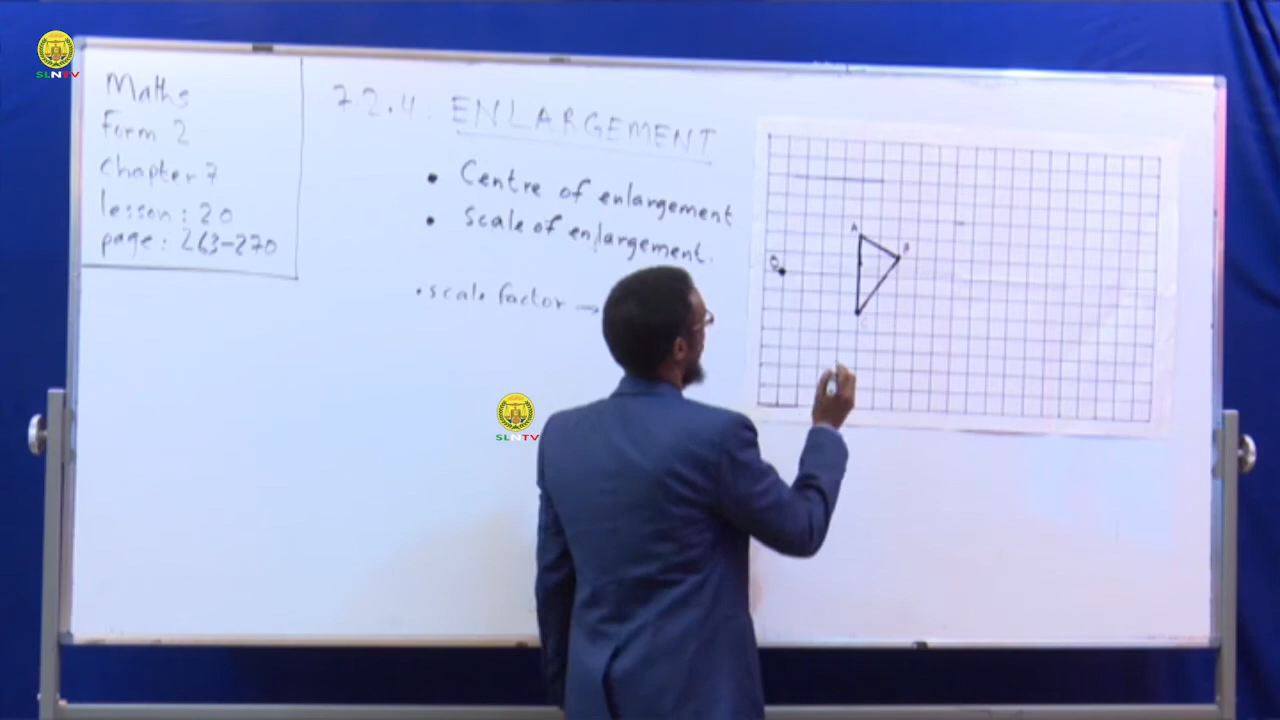 SLNTV
Maths
Form 2
Chapter 7
lesson : 20
page : 263-270
7.2.4. ENLARGEMENT
• Centre of enlargement
• Scale of enlargement.
• scale factor →
A
B
C
SLNTV